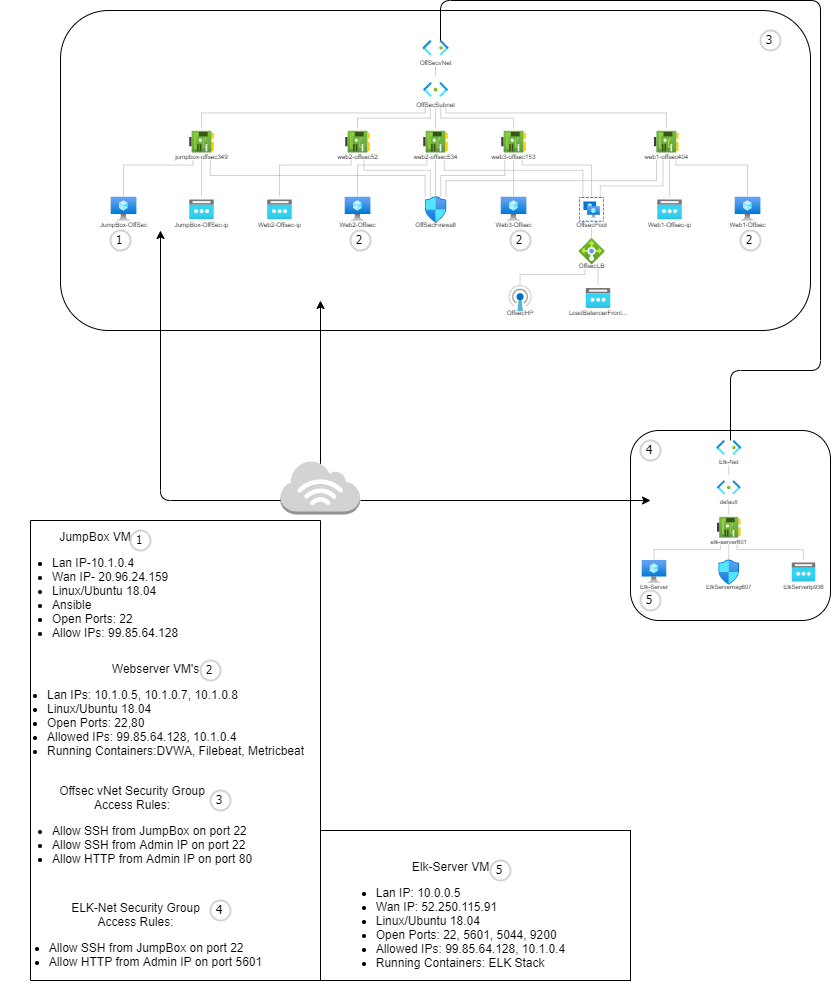 3
OffSecvNet
OffSecSubnet
jumpbox-offsec349
web2-offsec52
web2-offsec534
web3-offsec153
web1-offsec404
JumpBox-OffSec
JumpBox-OffSec-ip
Web2-Offsec-ip
Web2-Offsec
OffSecFirewall
Web3-Offsec
OffsecPool
Web1-Offsec-ip
Web1-Offsec
1
2
2
2
OffsecLB
OffsecHP
LoadBalancerFront...
4
Elk-Net
default
elk-server601
Elk-Server
ElkServernsg607
ElkServerip936
5
JumpBox VM 1
• Lan IP-10.1.0.4
• Wan IP- 20.96.24.159
• Linux/Ubuntu 18.04
• Ansible
• Open Ports: 22
• Allow IPs: 99.85.64.128
Webserver VM's 2
• Lan IPs: 10.1.0.5, 10.1.0.7, 10.1.0.8
• Linux/Ubuntu 18.04
• Open Ports: 22,80
• Allowed IPs: 99.85.64.128, 10.1.0.4
• Running Containers:DVWA, Filebeat, Metricbeat
Offsec vNet Security Group
Access Rules:
3
• Allow SSH from JumpBox on port 22
• Allow SSH from Admin IP on port 22
• Allow HTTP from Admin IP on port 80
ELK-Net Security Group
Access Rules:
4
• Allow SSH from JumpBox on port 22
• Allow HTTP from Admin IP on port 5601
Elk-Server VM 5
• Lan IP: 10.0.0.5
• Wan IP: 52.250.115.91
• Linux/Ubuntu 18.04
• Open Ports: 22, 5601, 5044, 9200
• Allowed IPs: 99.85.64.128, 10.1.0.4
• Running Containers: ELK Stack